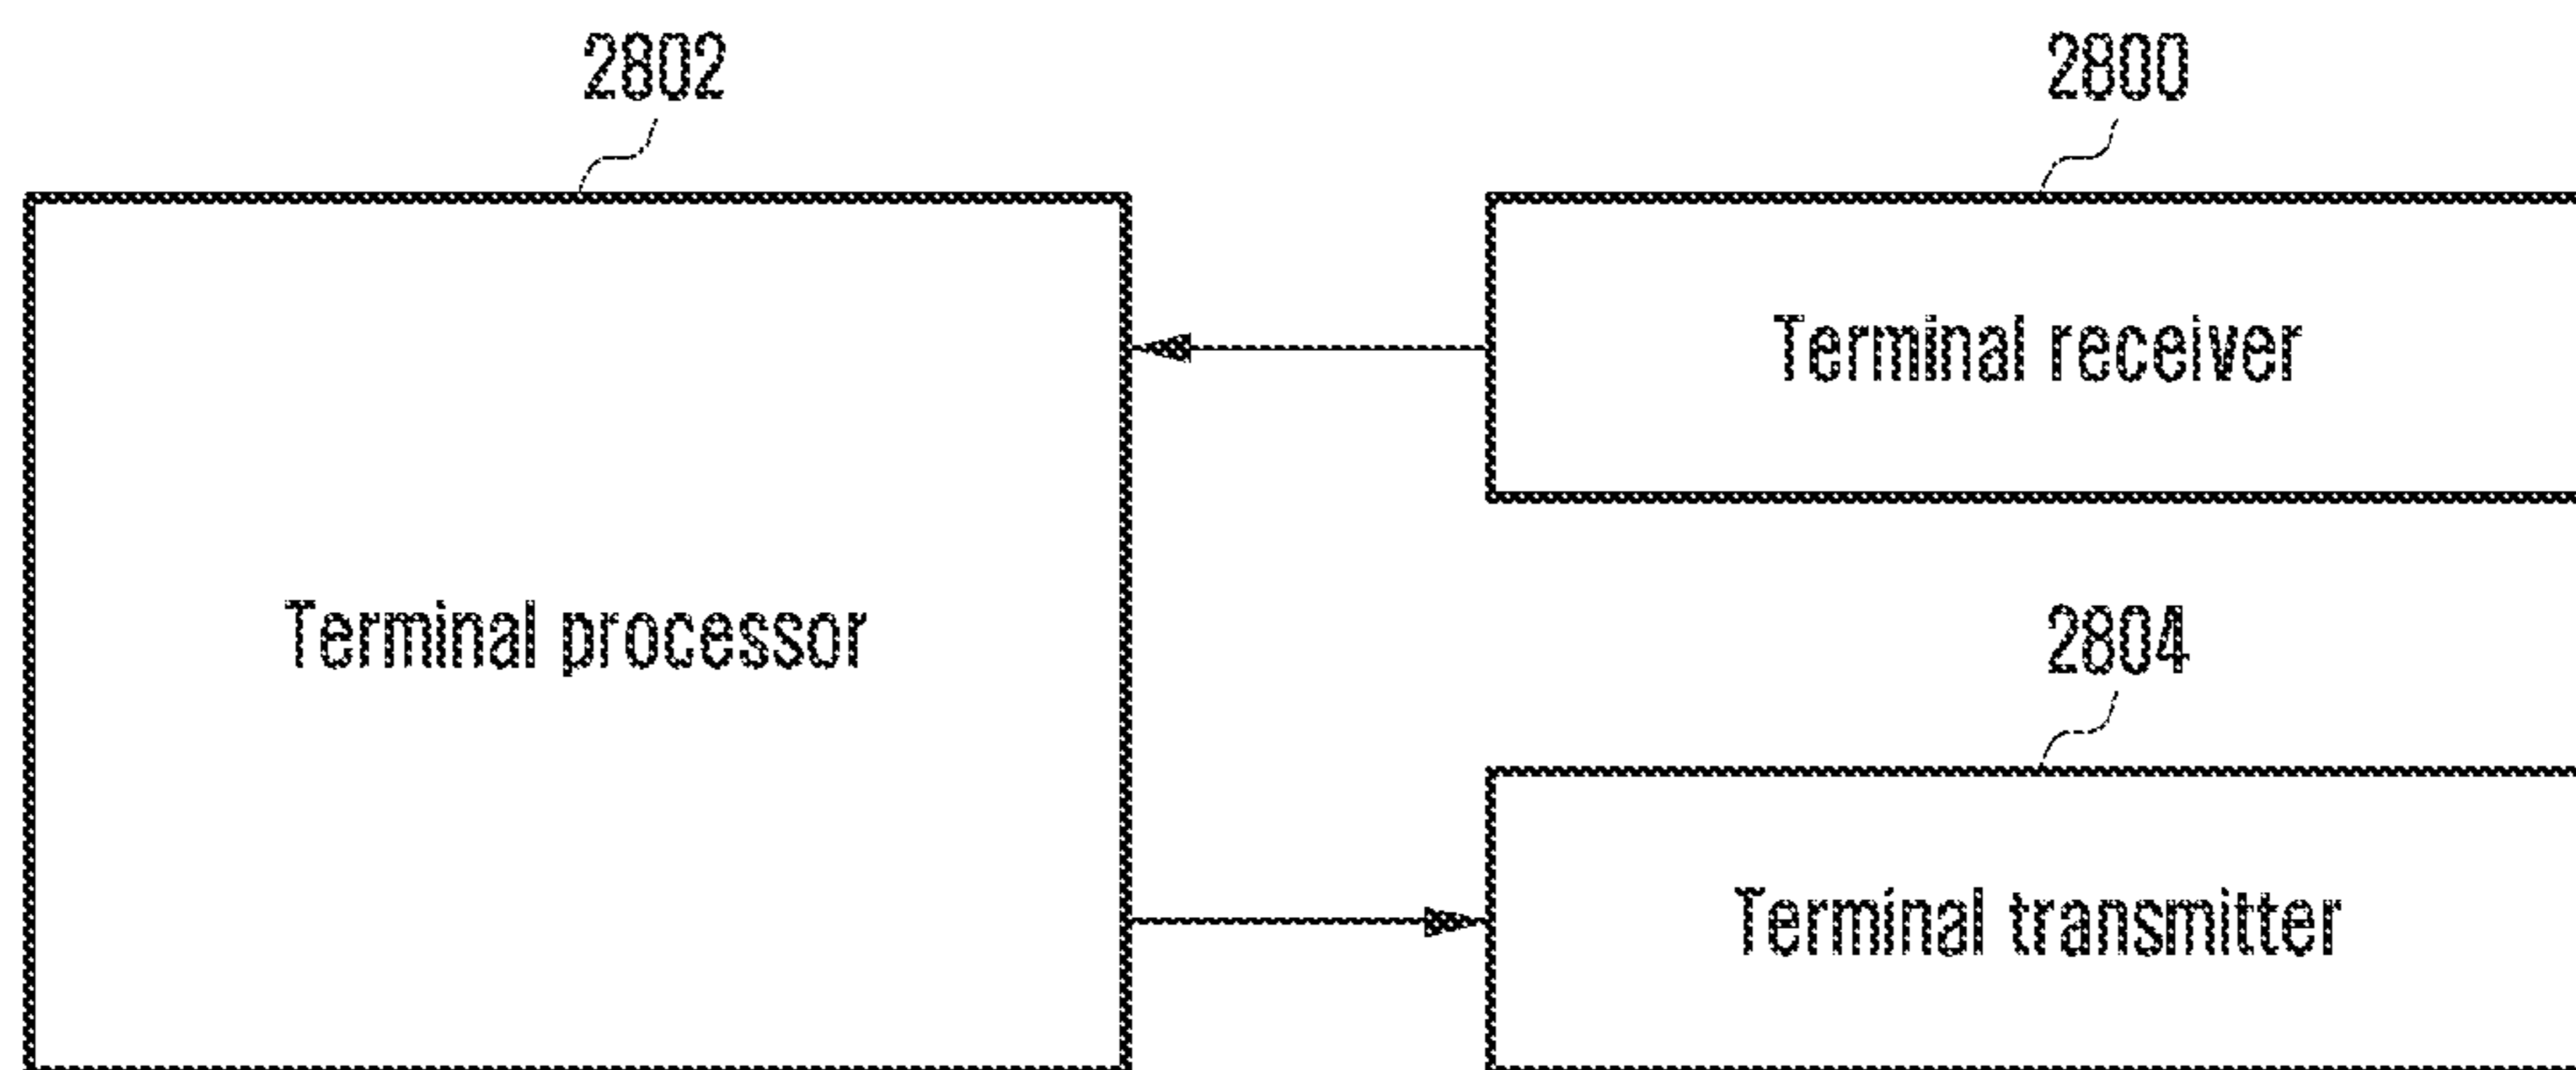 2802
2800
Terminal receiver
Terminal processor
2804
Terminal transmitter